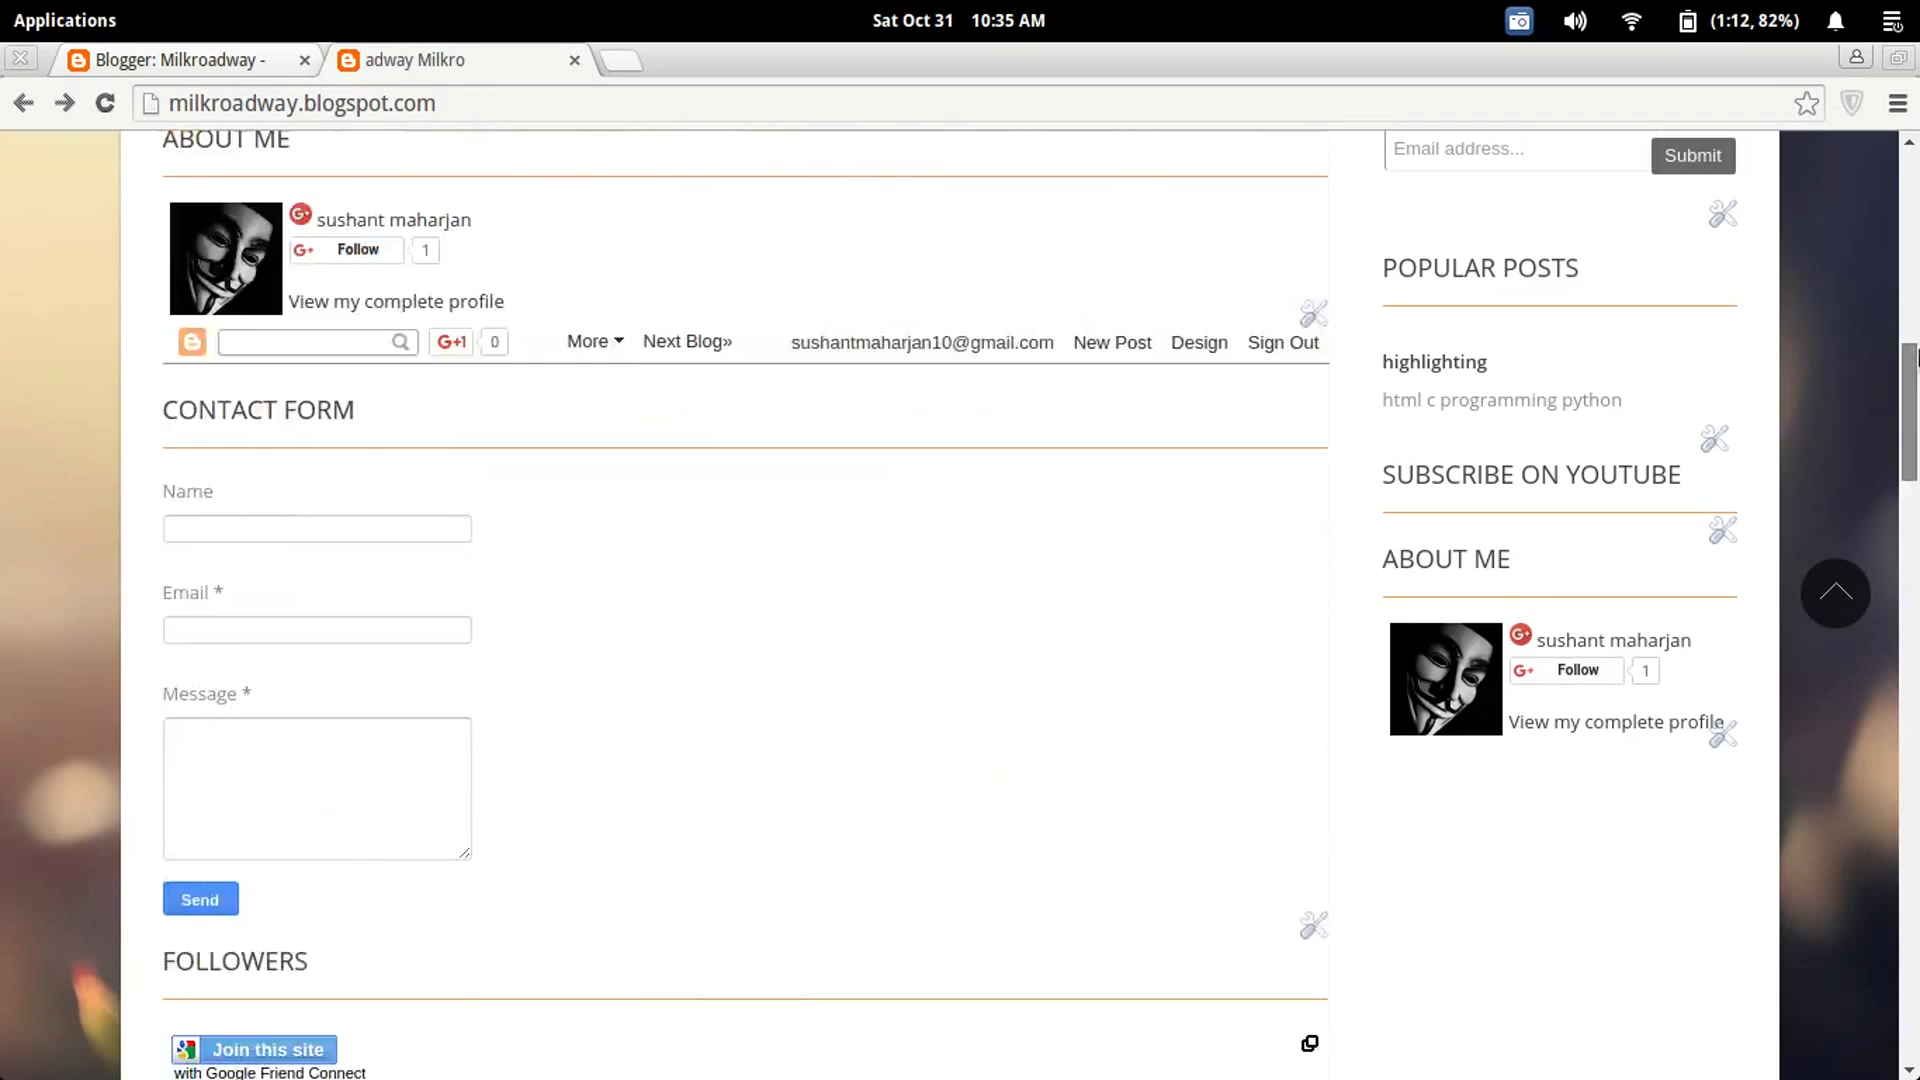 Applications
Sat Oct 31 10:35 AM
(1:12, 82%)
Blogger: Milkroadway -
adway Milkro
milkroadway.blogspot.com
ABOUT ME
sushant maharjan
G+ Follow 1
View my complete profile
G+1 0 More Next Blog» sushantmaharjan10@gmail.com New Post Design Sign Out
CONTACT FORM
Name
Email *
Message *
Send
FOLLOWERS
Join this site
with Google Friend Connect
Email address... Submit
POPULAR POSTS
highlighting
html c programming python
SUBSCRIBE ON YOUTUBE
ABOUT ME
G+ sushant maharjan
G+ Follow 1
View my complete profile